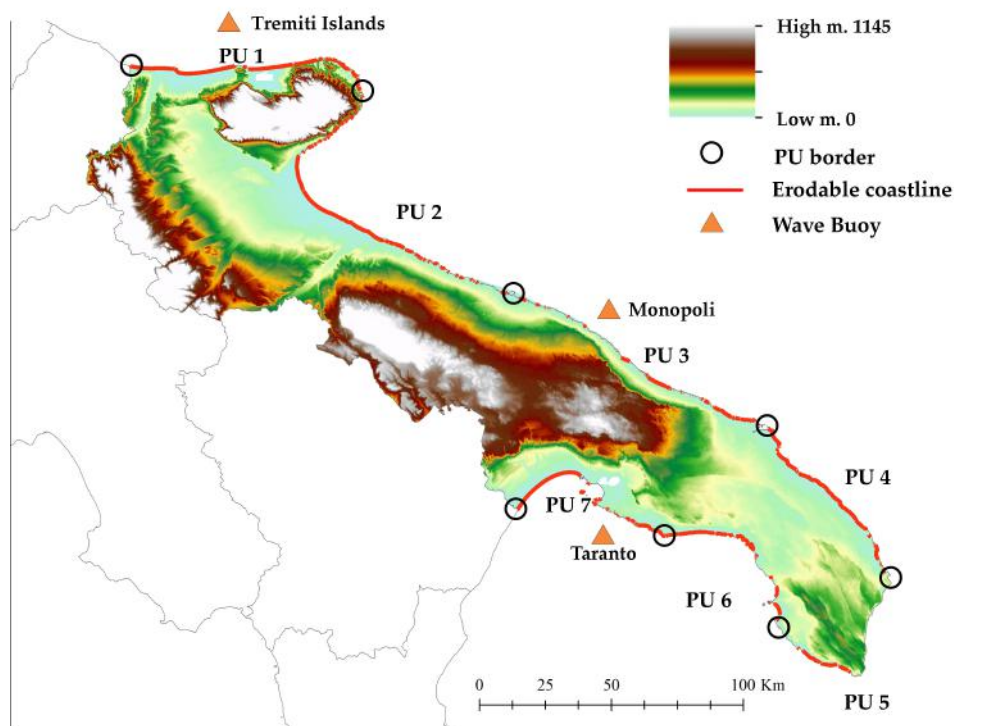 Tremiti Islands
PU 1
High m. 1145
Low m. 0
PU border
Erodable coastline
Wave Buoy
PU 2
Monopoli
PU 3
PU 4
PU 7
Taranto
PU 6
PU 5
0 25 50 100 Km